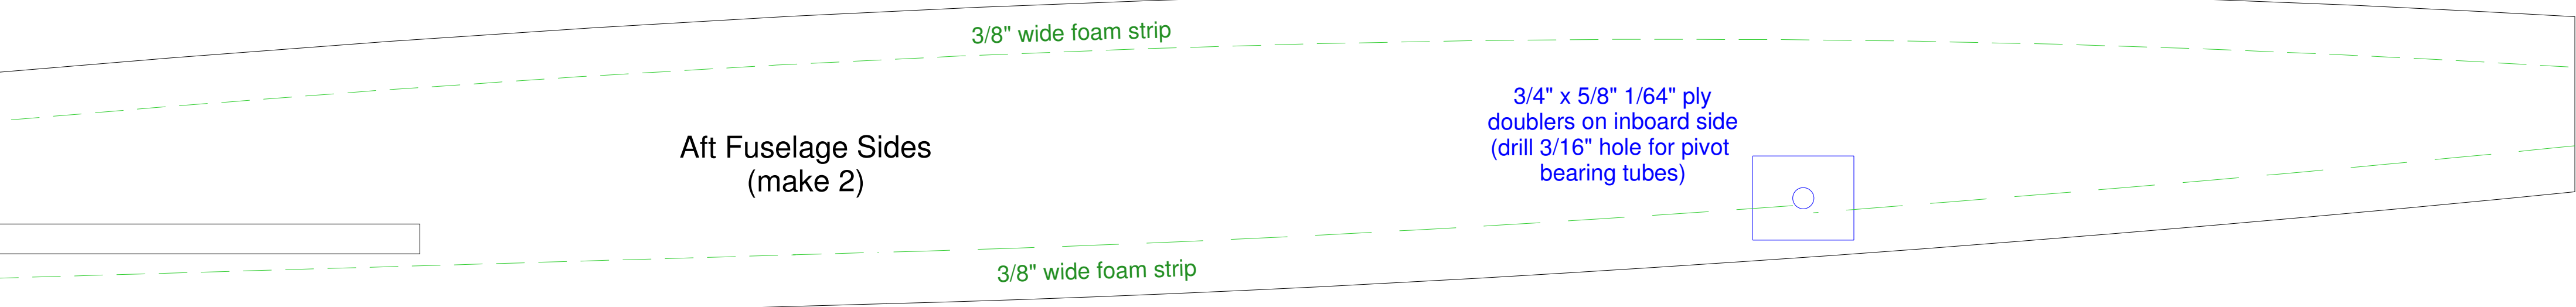 3/8" wide foam strip
3/4" x 5/8" 1/64" ply
doublers on inboard side
(drill 3/16" hole for pivot
bearing tubes)
Aft Fuselage Sides
(make 2)
3/8" wide foam strip